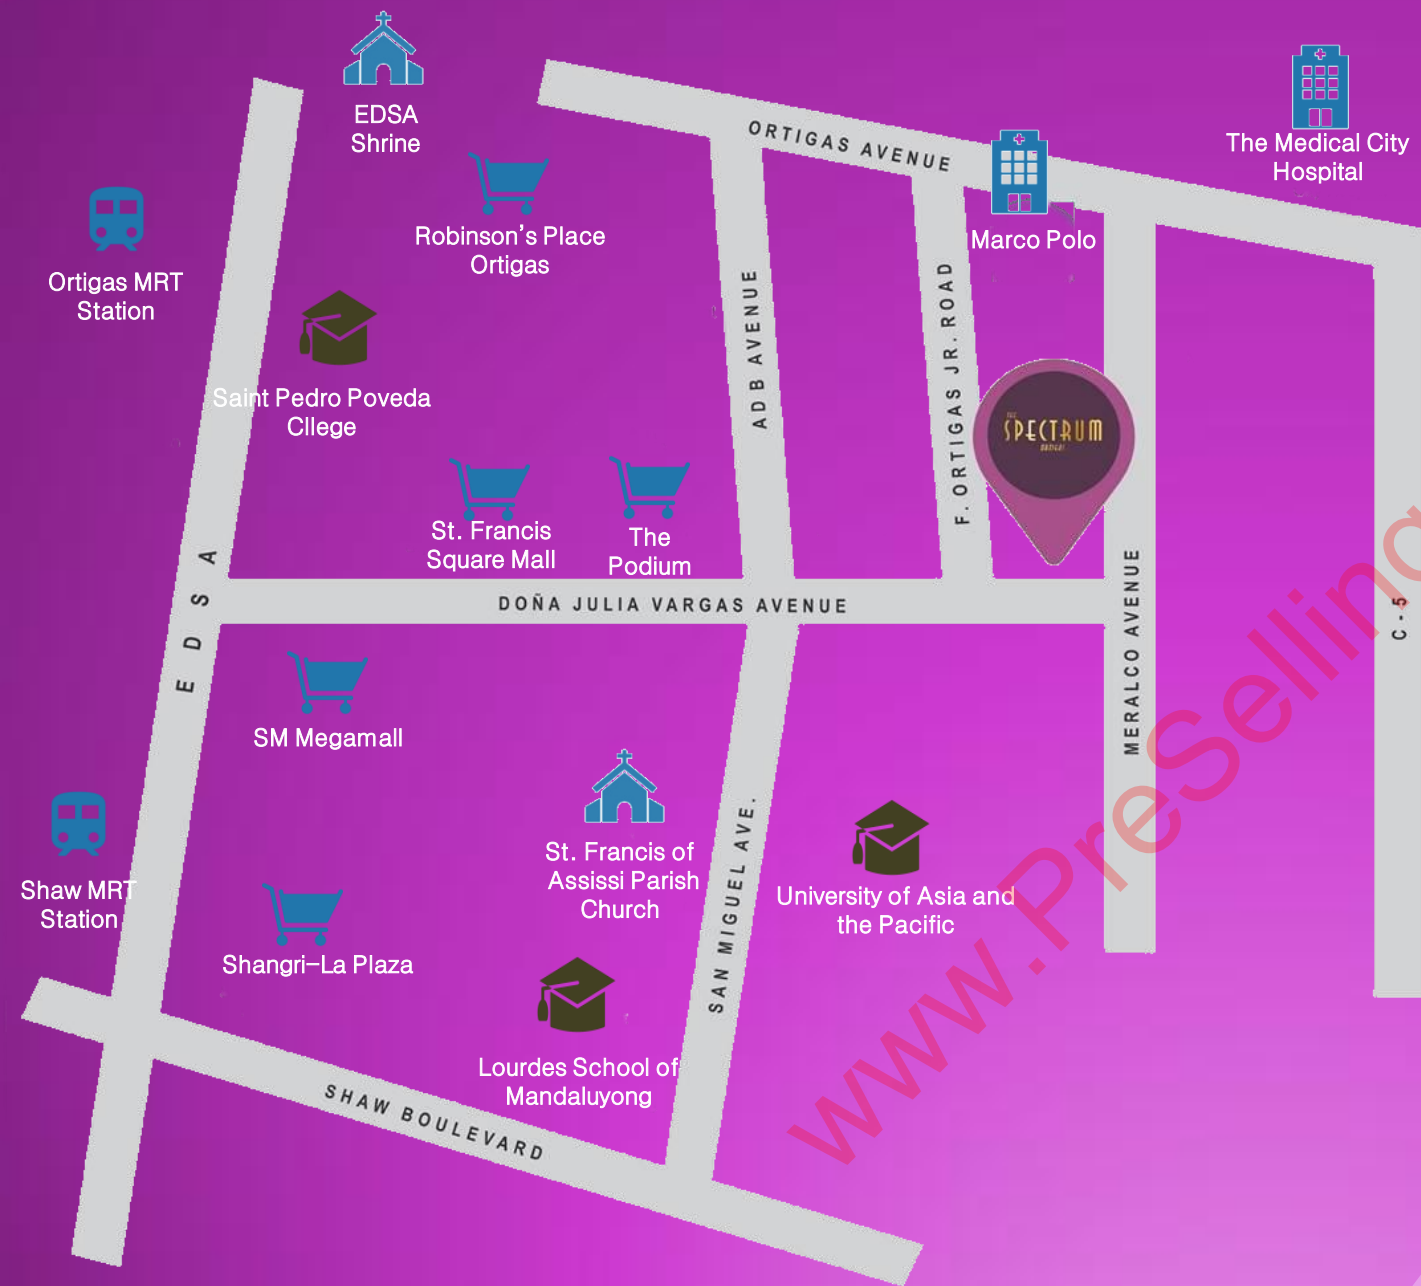 EDSA
Shrine
The Medical City
Hospital
ORTIGAS AVENUE
Marco Polo
Robinson's Place
Ortigas
Ortigas MRT
Station
ADB AVENUE
F. ORTIGAS JR. ROAD
Saint Pedro Poveda
Cllege
THE
SPECTRUM
ORTIGAS
St. Francis
Square Mall
The
Podium
EDSA
DOÑA JULIA VARGAS AVENUE
MERALCO AVENUE
C-5
SM Megamall
St. Francis of
Assissi Parish
Church
SAN MIGUEL AVE.
University of Asia and
the Pacific
Shaw MRT
Station
Shangri-La Plaza
Lourdes School of
Mandaluyong
SHAW BOULEVARD
www.PreSelling